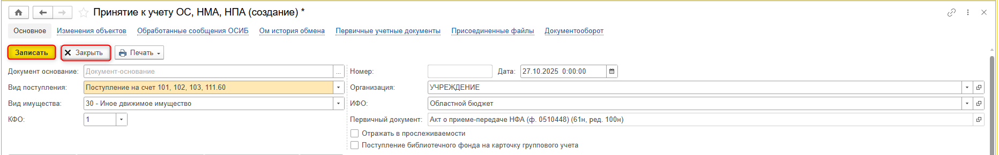 Принятие к учету ОС, НМА, НПА (создание) *
Основное Изменения объектов Обработанные сообщения ОСИБ Ом история обмена Первичные учетные документы Присоединенные файлы Документооборот
Записать Закрыть Печать
Документ основание: Документ-основание ... Номер: Дата: 27.10.2025 0:00:00
Вид поступления: Поступление на счет 101, 102, 103, 111.60 Организация: УЧРЕЖДЕНИЕ
Вид имущества: 30 - Иное движимое имущество ИФО: Областной бюджет
КФО: 1 Первичный документ: Акт о приеме-передаче НФА (ф. 0510448) (61н, ред. 100н)
Отражать в прослеживаемости
Поступление библиотечного фонда на карточку группового учета